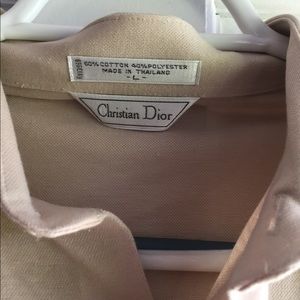 60% COTTON 40% POLYESTER
MADE IN THAILAND
- L -
Christian Dior